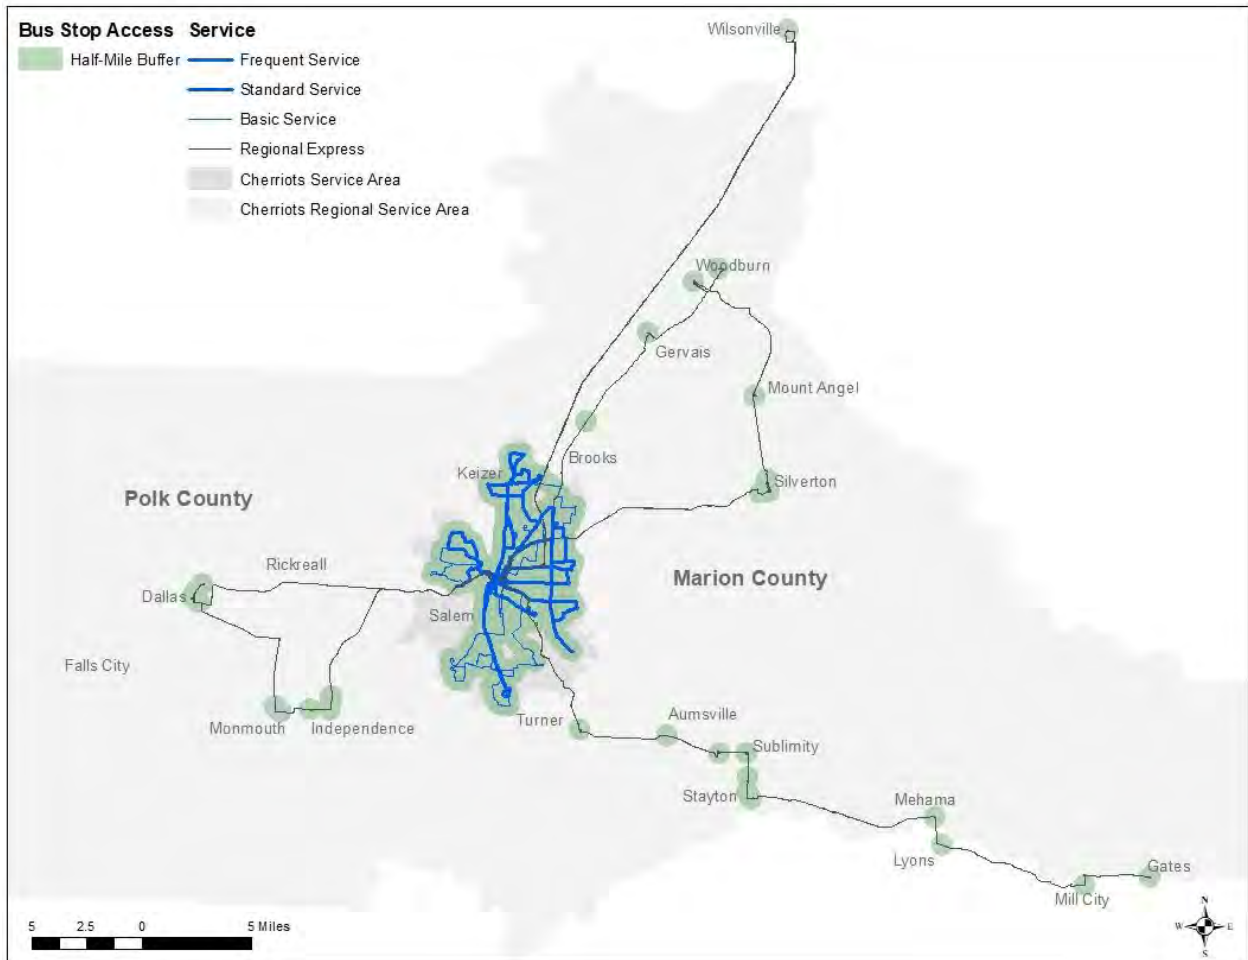 Bus Stop Access
Half-Mile Buffer
Service
Frequent Service
Standard Service
Basic Service
Regional Express
Cherriots Service Area
Cherriots Regional Service Area
Wilsonville
Woodburn
Gervais
Mount Angel
Brooks
Keizer
Silverton
Polk County
Rickreall
Marion County
Dallas
Salem
Falls City
Monmouth
Independence
Turner
Aumsville
Sublimity
Stayton
Mehama
Lyons
Gates
Mill City
5 2.5 0 5 Miles
N
W E
S